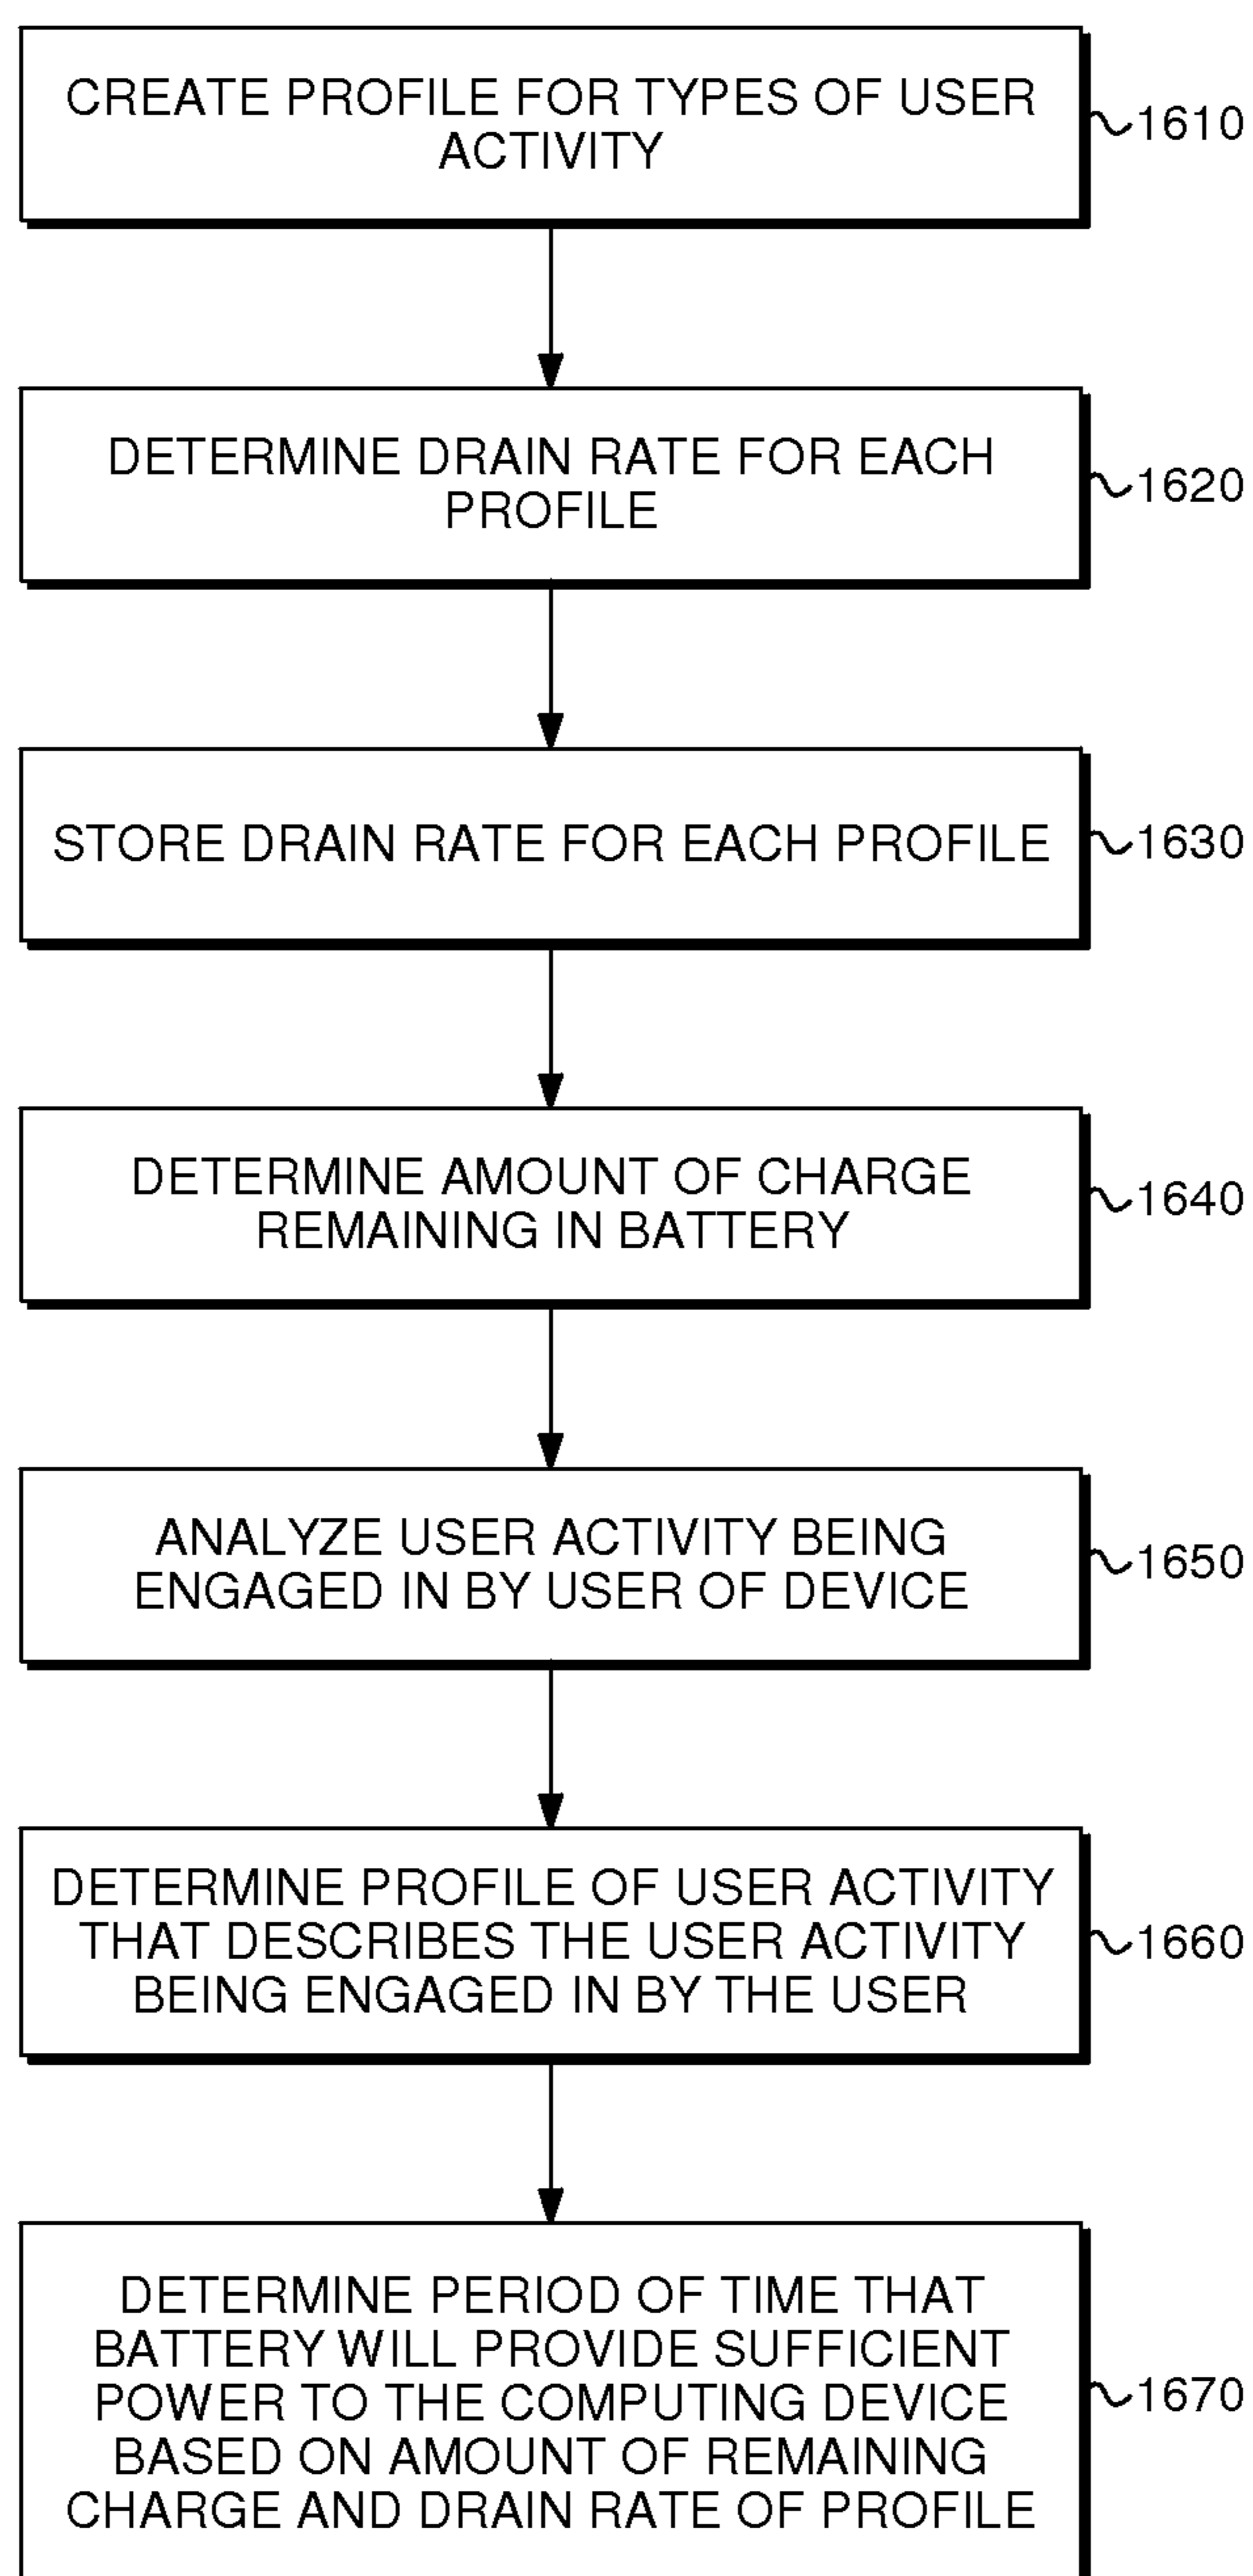 CREATE PROFILE FOR TYPES OF USER
ACTIVITY
1610
DETERMINE DRAIN RATE FOR EACH
PROFILE
1620
STORE DRAIN RATE FOR EACH PROFILE
1630
DETERMINE AMOUNT OF CHARGE
REMAINING IN BATTERY
1640
ANALYZE USER ACTIVITY BEING
ENGAGED IN BY USER OF DEVICE
1650
DETERMINE PROFILE OF USER ACTIVITY
THAT DESCRIBES THE USER ACTIVITY
BEING ENGAGED IN BY THE USER
1660
DETERMINE PERIOD OF TIME THAT
BATTERY WILL PROVIDE SUFFICIENT
POWER TO THE COMPUTING DEVICE
BASED ON AMOUNT OF REMAINING
CHARGE AND DRAIN RATE OF PROFILE
1670